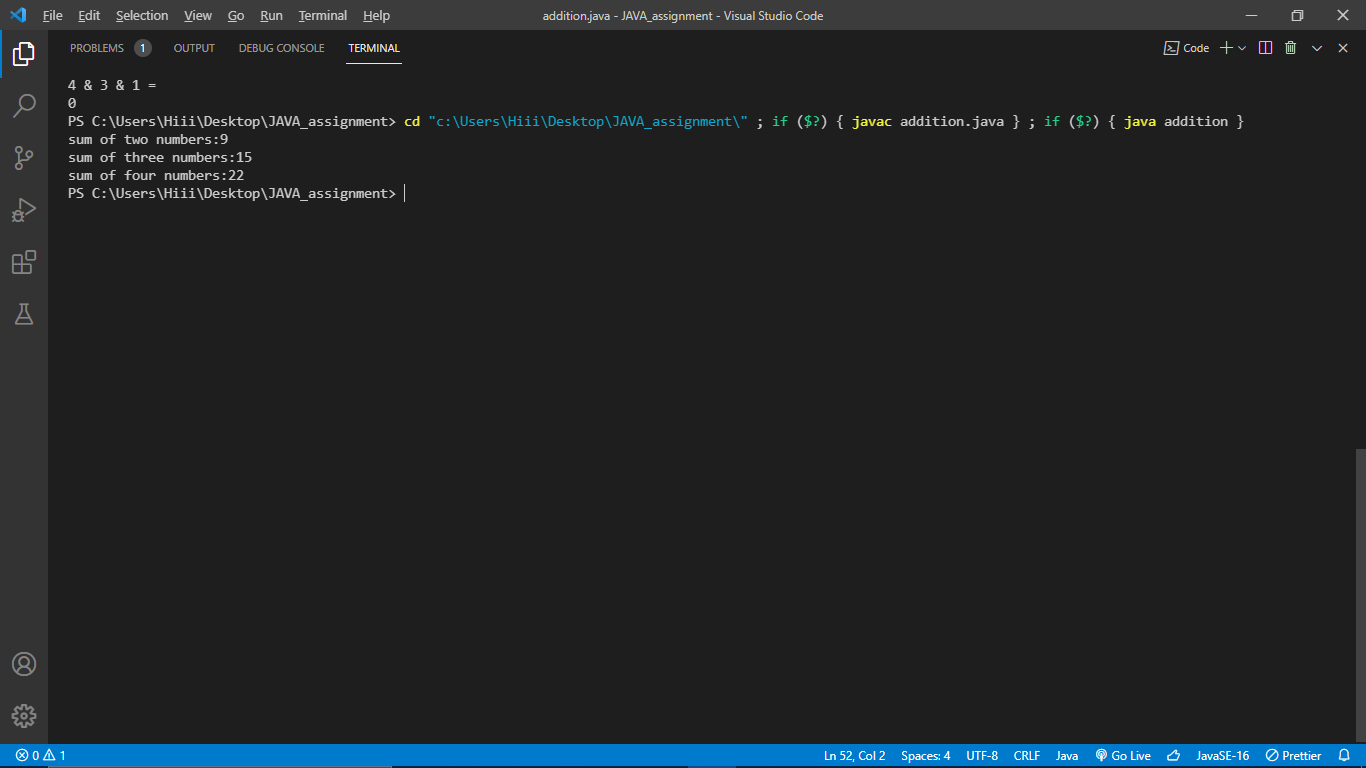 File Edit Selection View Go Run Terminal Help addition.java - JAVA_assignment - Visual Studio Code
PROBLEMS 1 OUTPUT DEBUG CONSOLE TERMINAL Code
4 & 3 & 1 =
0
PS C:\Users\Hiii\Desktop\JAVA_assignment> cd "c:\Users\Hiii\Desktop\JAVA_assignment\" ; if ($?) { javac addition.java } ; if ($?) { java addition }
sum of two numbers:9
sum of three numbers:15
sum of four numbers:22
PS C:\Users\Hiii\Desktop\JAVA_assignment>
0 1 Ln 52, Col 2 Spaces: 4 UTF-8 CRLF Java Go Live JavaSE-16 Prettier